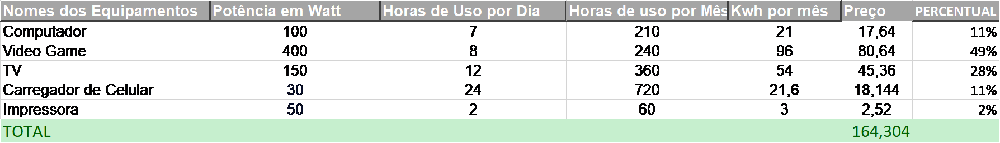 Nomes dos Equipamentos Potência em Watt Horas de Uso por Dia Horas de uso por Mês Kwh por mês Preço PERCENTUAL
Computador 100 7 210 21 17,64 11%
Video Game 400 8 240 96 80,64 49%
TV 150 12 360 54 45,36 28%
Carregador de Celular 30 24 720 21,6 18,144 11%
Impressora 50 2 60 3 2,52 2%
TOTAL 164,304